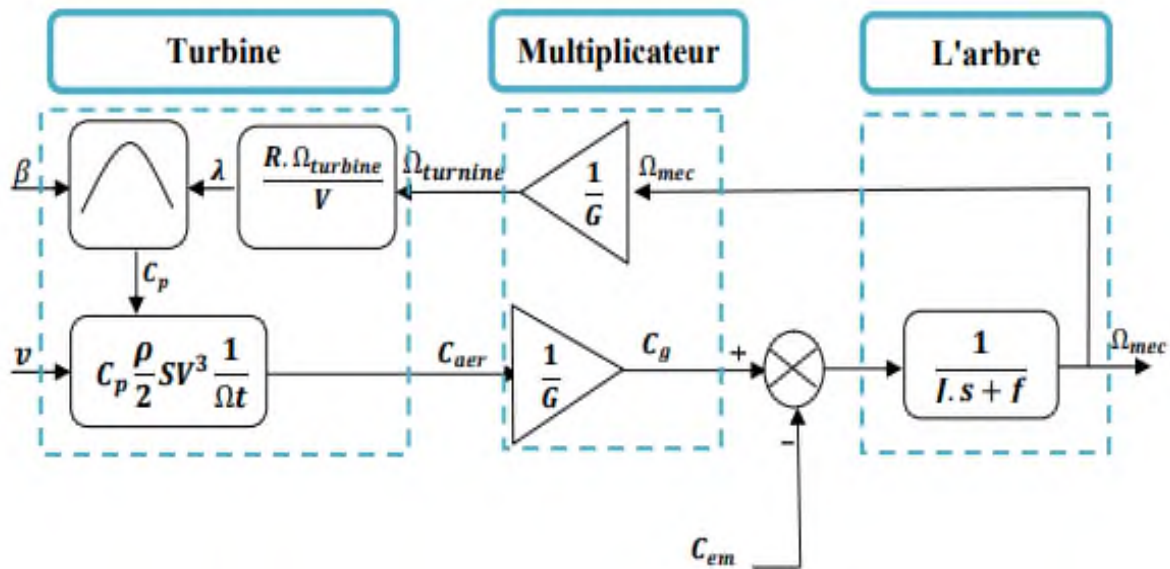 Turbine
Multiplicateur
L'arbre
β
λ
R. Ω_turbine / V
Ω_turnine
1/G
Ω_mec
C_p
v
C_p ρ/2 SV³ 1/Ωt
C_aer
1/G
C_g
+
-
1/(J.s + f)
Ω_mec
C_em